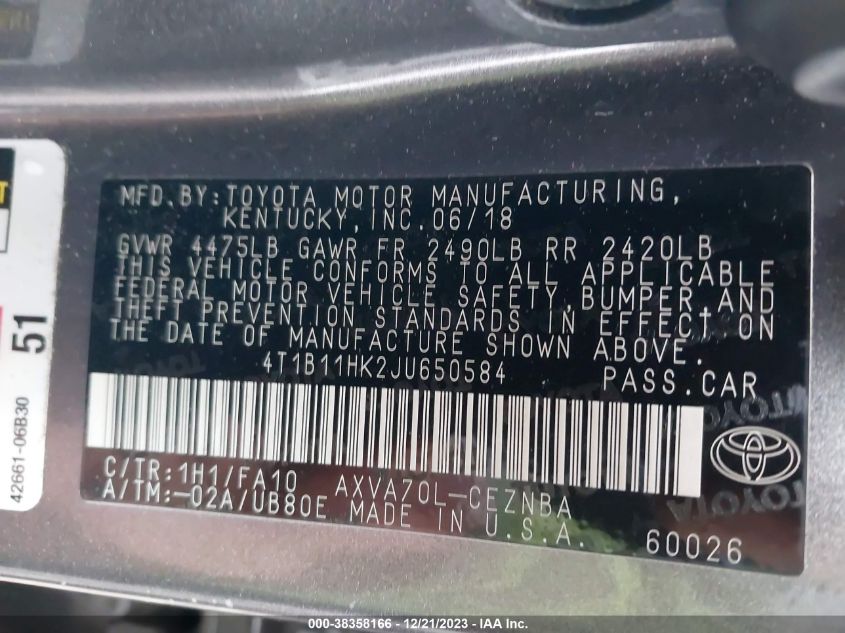 MFD.BY:TOYOTA MOTOR MANUFACTURING,
KENTUCKY,INC.06/18
GVWR 4475LB GAWR FR 2490LB RR 2420LB
THIS VEHICLE CONFORMS TO ALL APPLICABLE
FEDERAL MOTOR VEHICLE SAFETY,BUMPER,AND
THEFT PREVENTION STANDARDS IN EFFECT ON
THE DATE OF MANUFACTURE SHOWN ABOVE.
4T1B11HK2JU650584 PASS.CAR
C/TR:1H1/FA10 AXVA70L-CEZNBA
A/TM:-02A/UB80E MADE IN U.S.A.
60026
51
42661-06B30
000-38358166 - 12/21/2023 - IAA Inc.